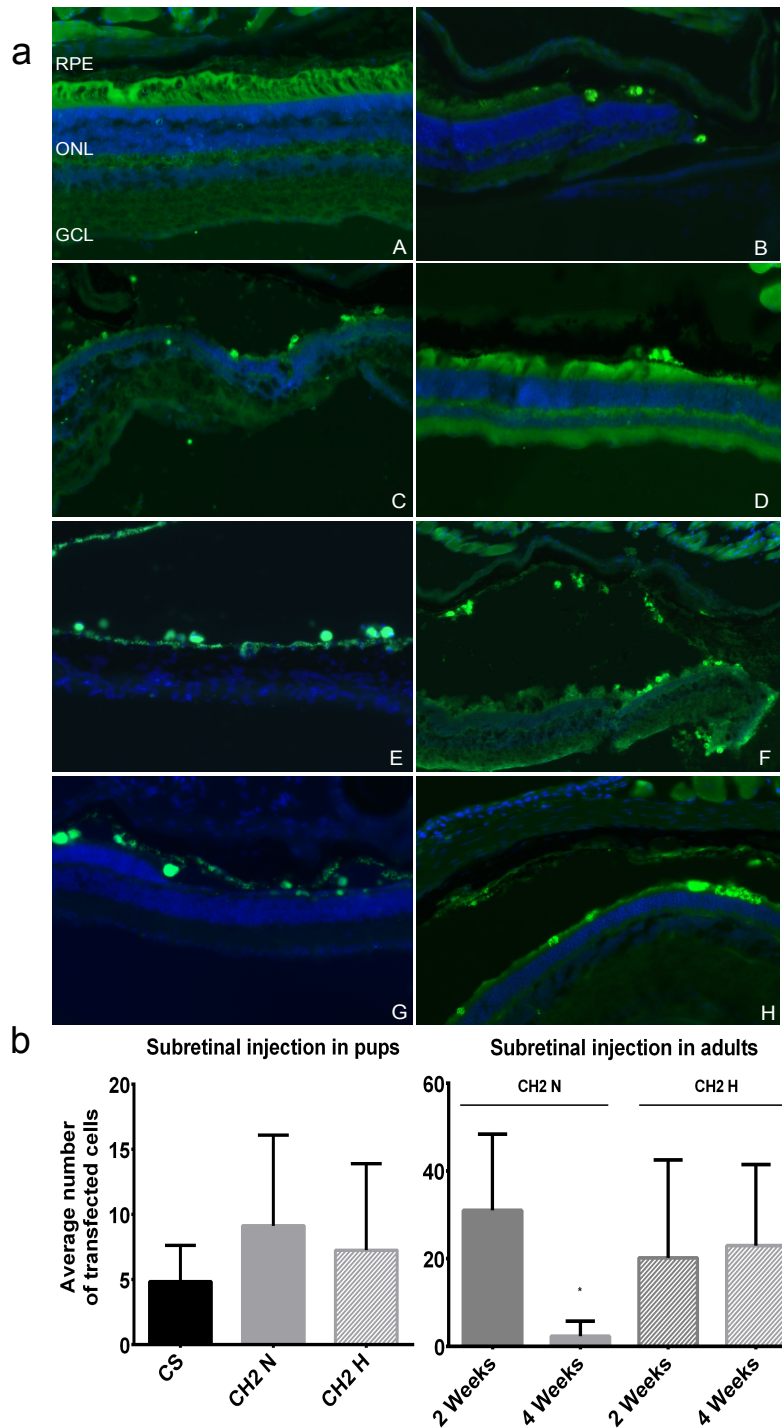 a
RPE
ONL
GCL
A
B
C
D
E
F
G
H
b
Subretinal injection in pups
Average number
of transfected cells
20
15
10
5
0
CS
CH2 N
CH2 H
Subretinal injection in adults
CH2 N
CH2 H
60
40
20
0
*
2 Weeks
4 Weeks
2 Weeks
4 Weeks